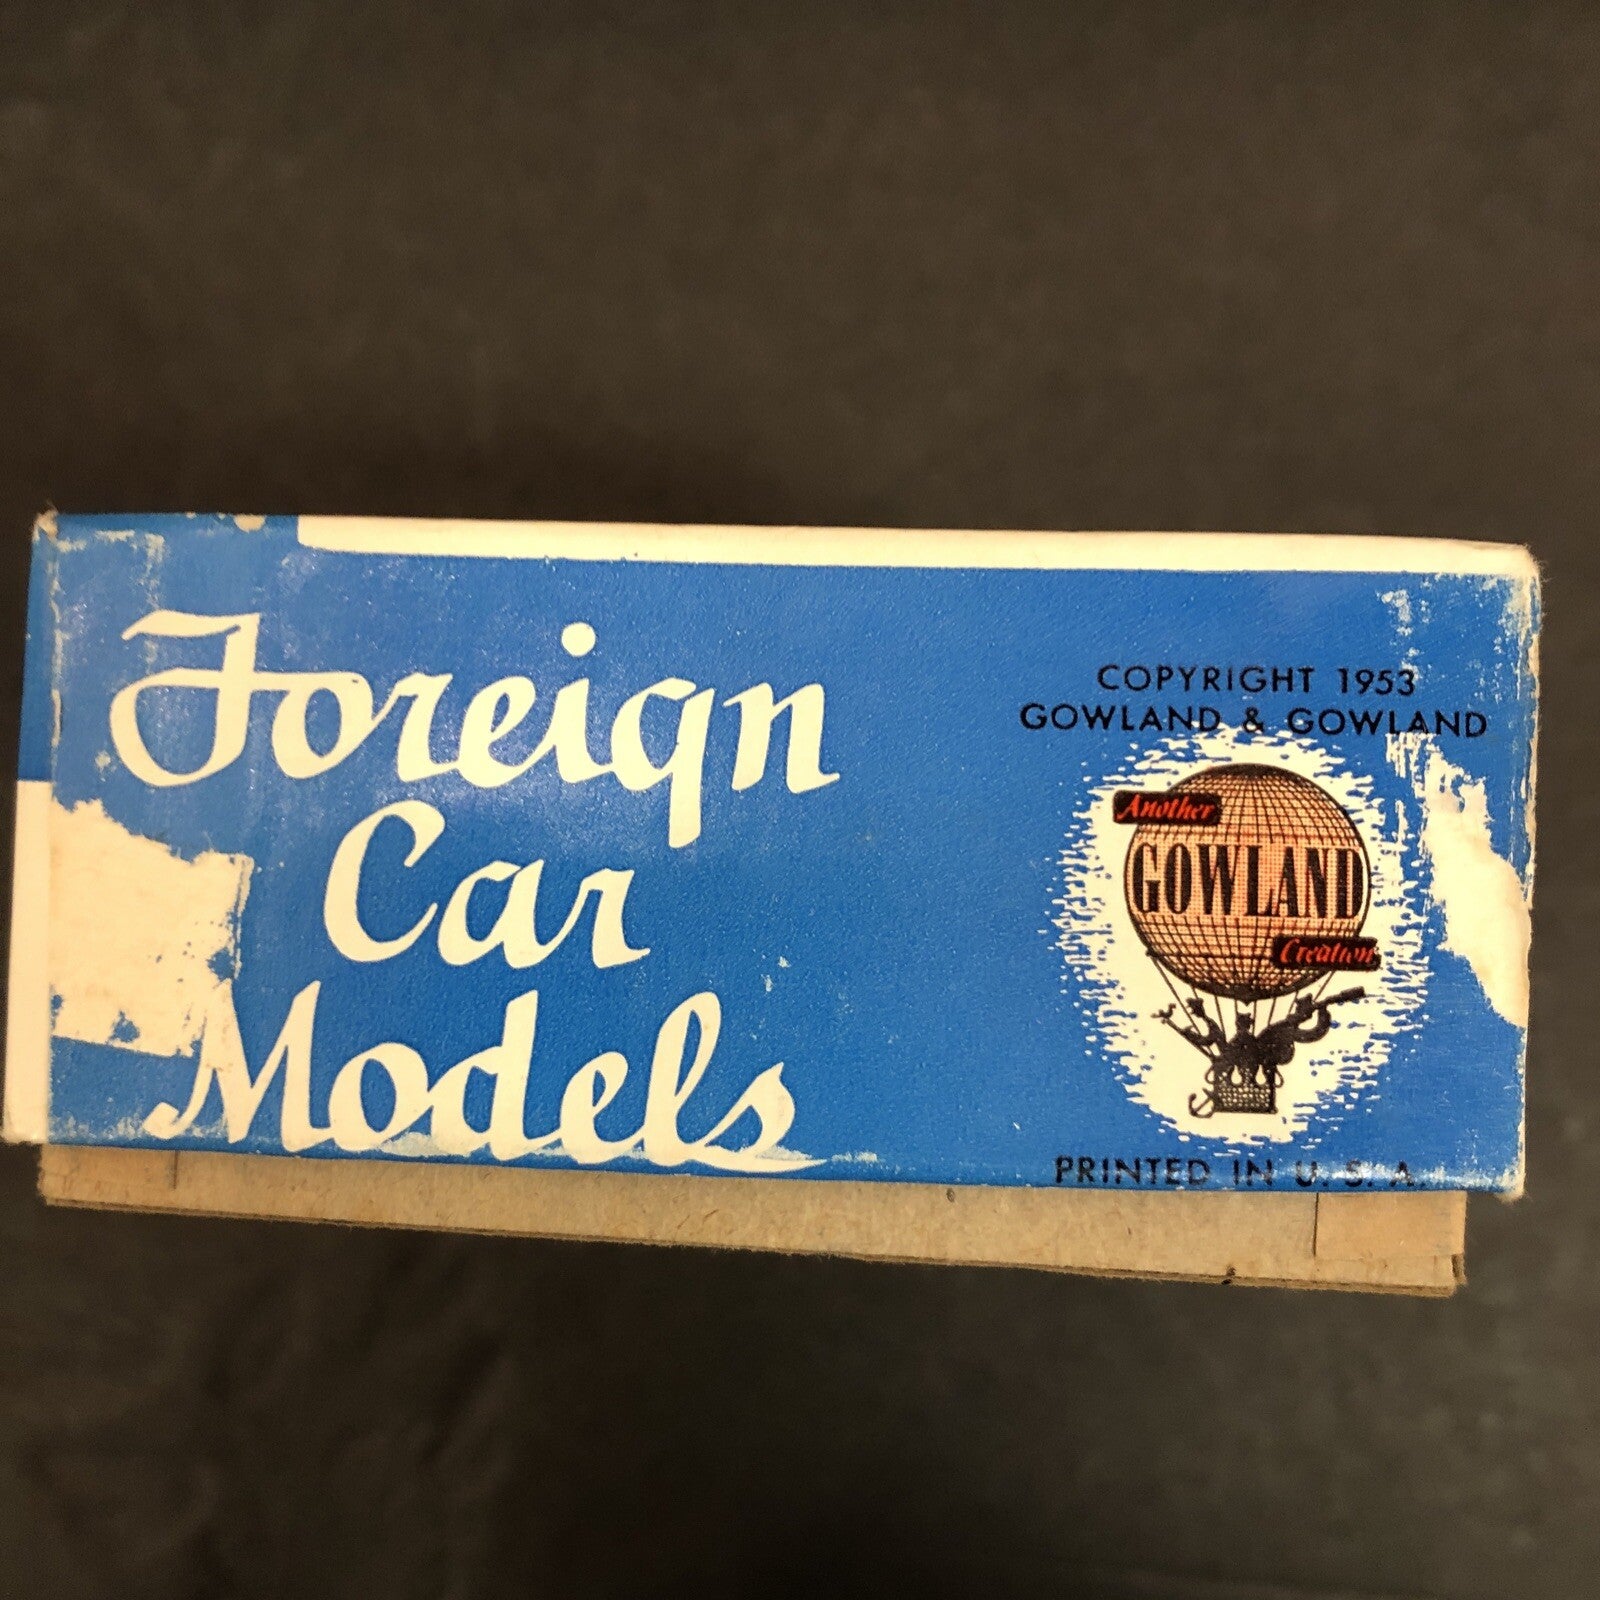 Foreign
Car
Models
COPYRIGHT 1953
GOWLAND & GOWLAND
Another
GOWLAND
Creation
PRINTED IN U. S. A.